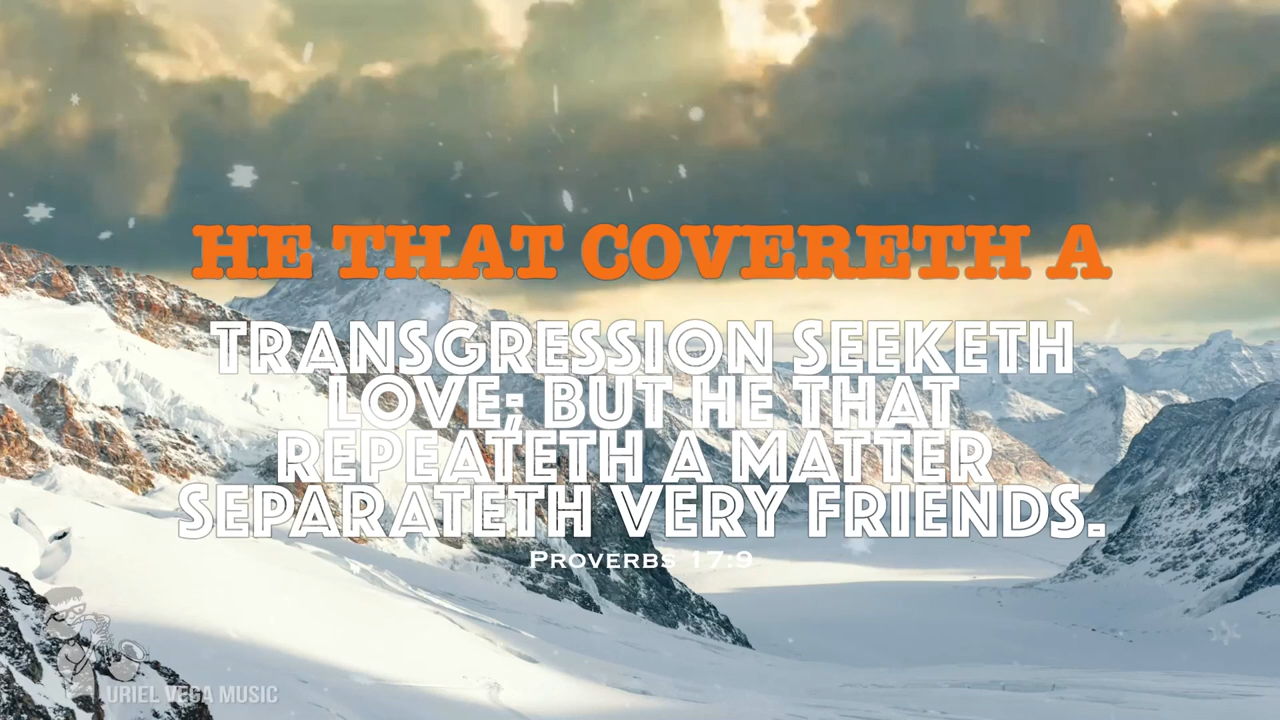 HE THAT COVERETH A
TRANSGRESSION SEEKETH
LOVE; BUT HE THAT
REPEATETH A MATTER
SEPARATETH VERY FRIENDS.
PROVERBS 17:9
URIEL VEGA MUSIC